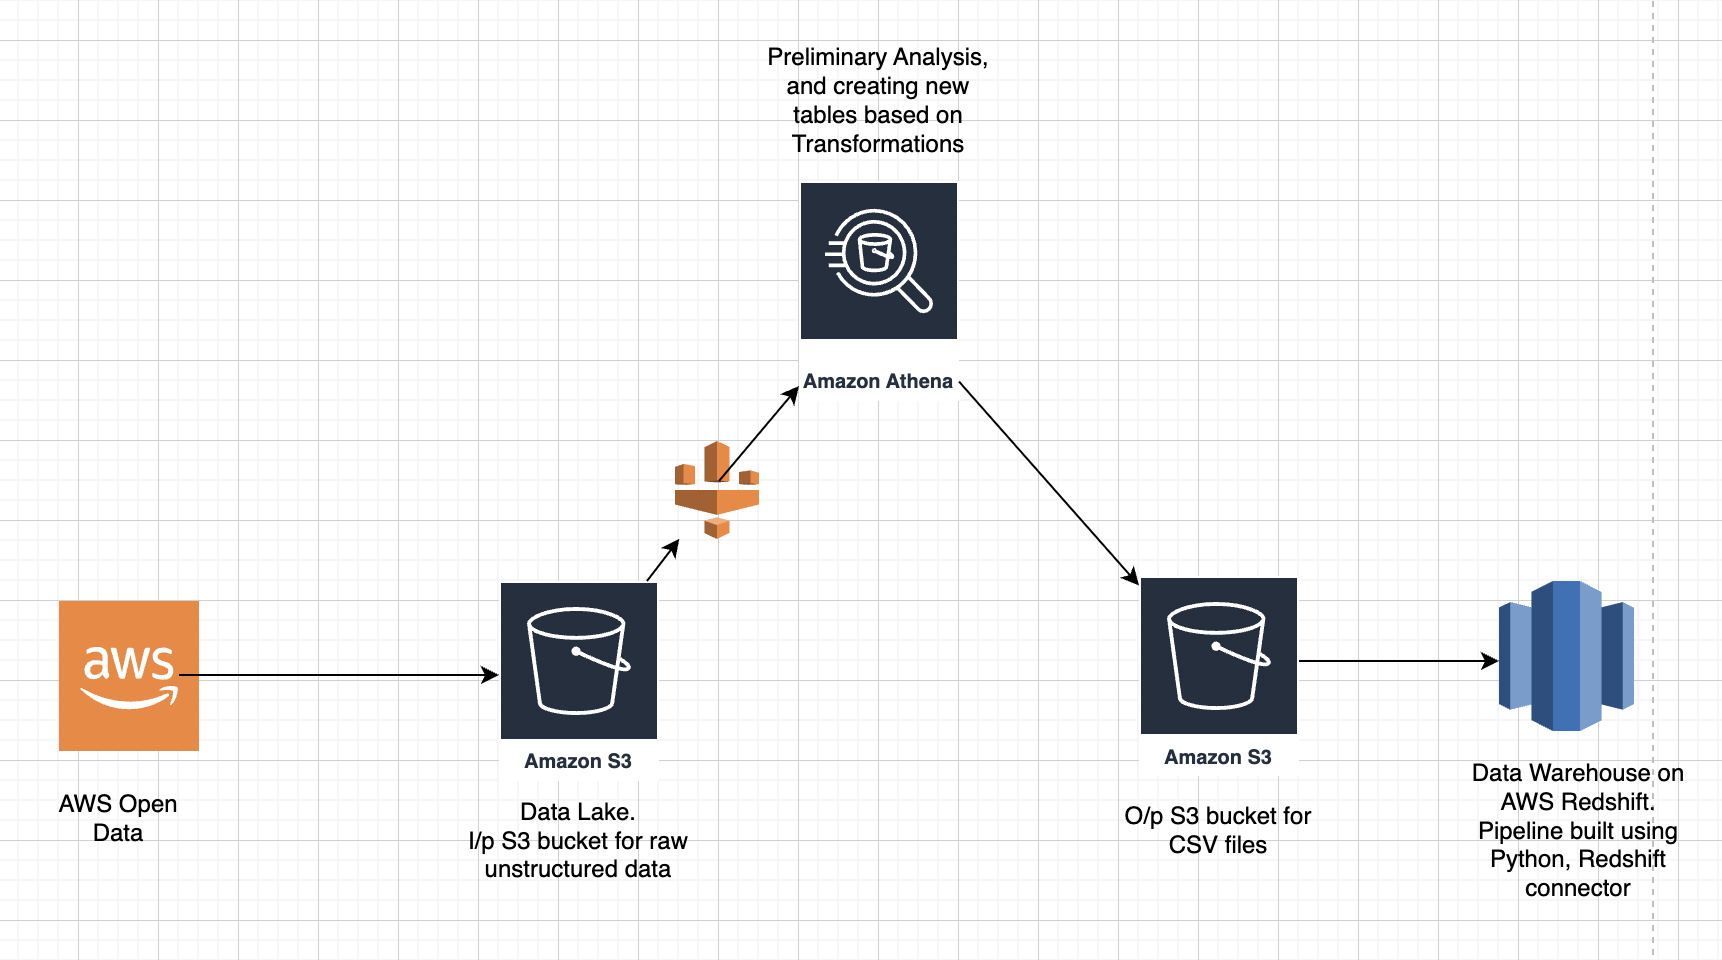 Preliminary Analysis,
and creating new
tables based on
Transformations
Amazon Athena
aws
AWS Open
Data
Amazon S3
Data Lake.
I/p S3 bucket for raw
unstructured data
Amazon S3
O/p S3 bucket for
CSV files
Data Warehouse on
AWS Redshift.
Pipeline built using
Python, Redshift
connector